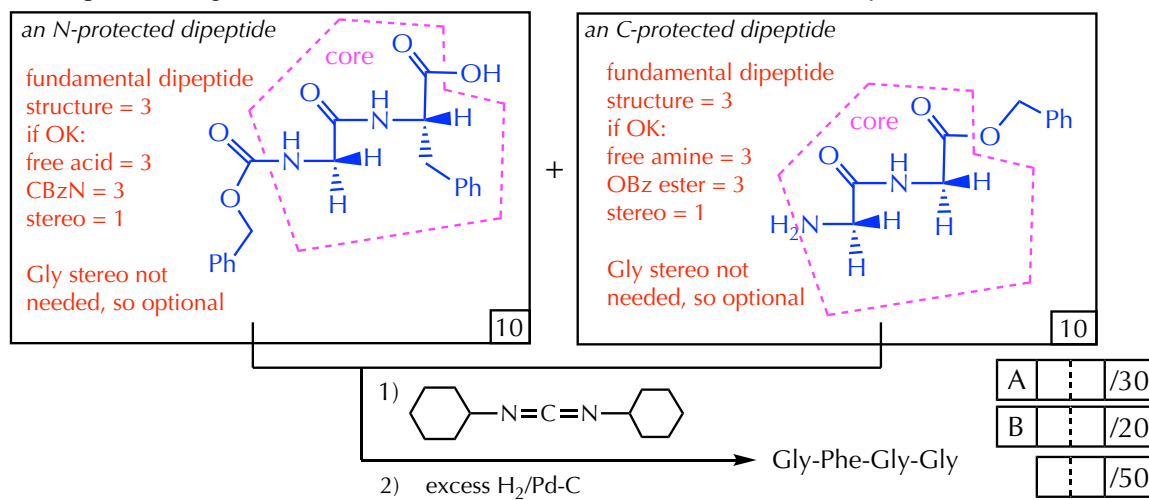 an N-protected dipeptide
fundamental dipeptide
structure = 3
if OK:
free acid = 3
CBzN = 3
stereo = 1
Gly stereo not
needed, so optional
core
O
OH
O
H
N
H
H
N
O
O
H
H
Ph
Ph
10
+
an C-protected dipeptide
fundamental dipeptide
structure = 3
if OK:
free amine = 3
OBz ester = 3
stereo = 1
Gly stereo not
needed, so optional
core
O
O
Ph
O
H
N
H
H
H2N
H
H
10
1)
N=C=N
2) excess H2/Pd-C
Gly-Phe-Gly-Gly
A /30
B /20
/50